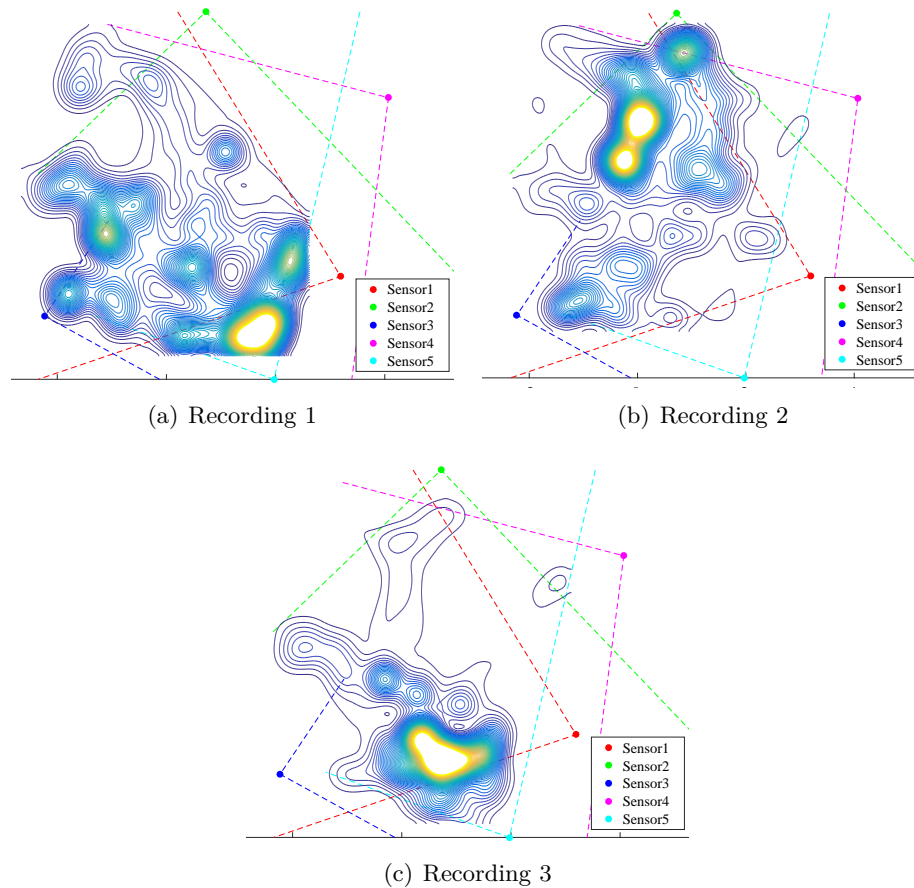 Sensor1
Sensor2
Sensor3
Sensor4
Sensor5
(a) Recording 1
Sensor1
Sensor2
Sensor3
Sensor4
Sensor5
(b) Recording 2
Sensor1
Sensor2
Sensor3
Sensor4
Sensor5
(c) Recording 3